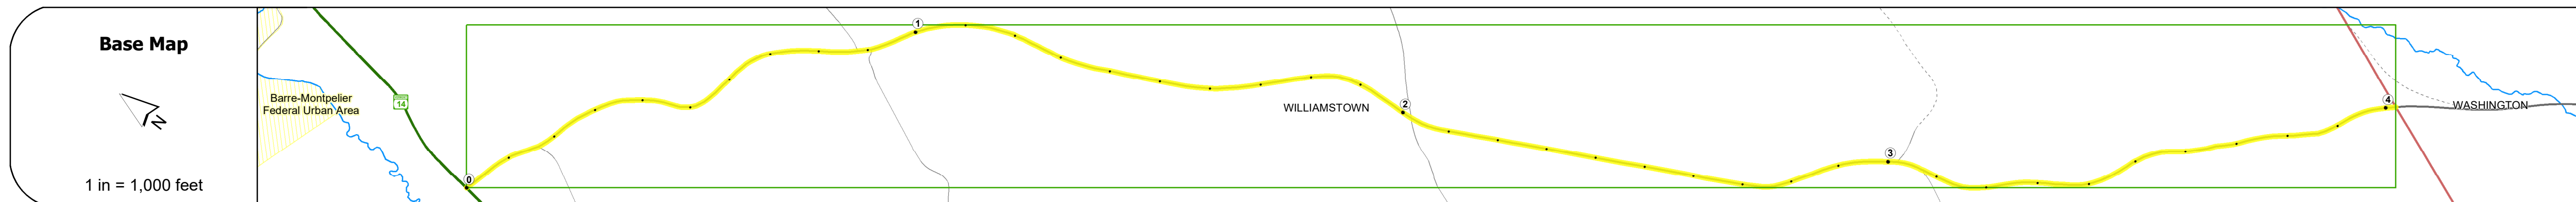 Base Map
N
1 in = 1,000 feet
Barre-Montpelier
Federal Urban Area
14
0
1
WILLIAMSTOWN
2
3
4
WASHINGTON